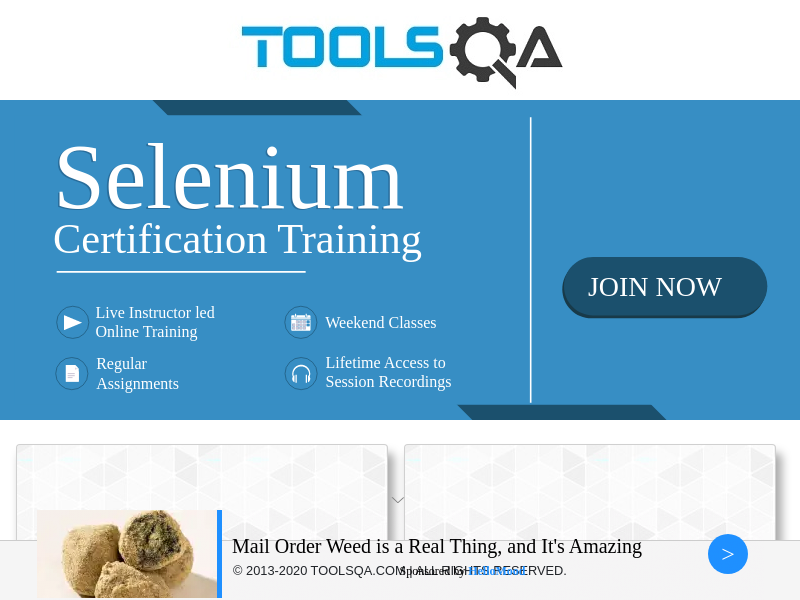 TOOLSQA
Selenium
Certification Training
JOIN NOW
Live Instructor led
Online Training
Weekend Classes
Regular
Assignments
Lifetime Access to
Session Recordings
Mail Order Weed is a Real Thing, and It's Amazing
>
© 2013-2020 TOOLSQA.COM | ALL RIGHTS RESERVED.
Sponsored by